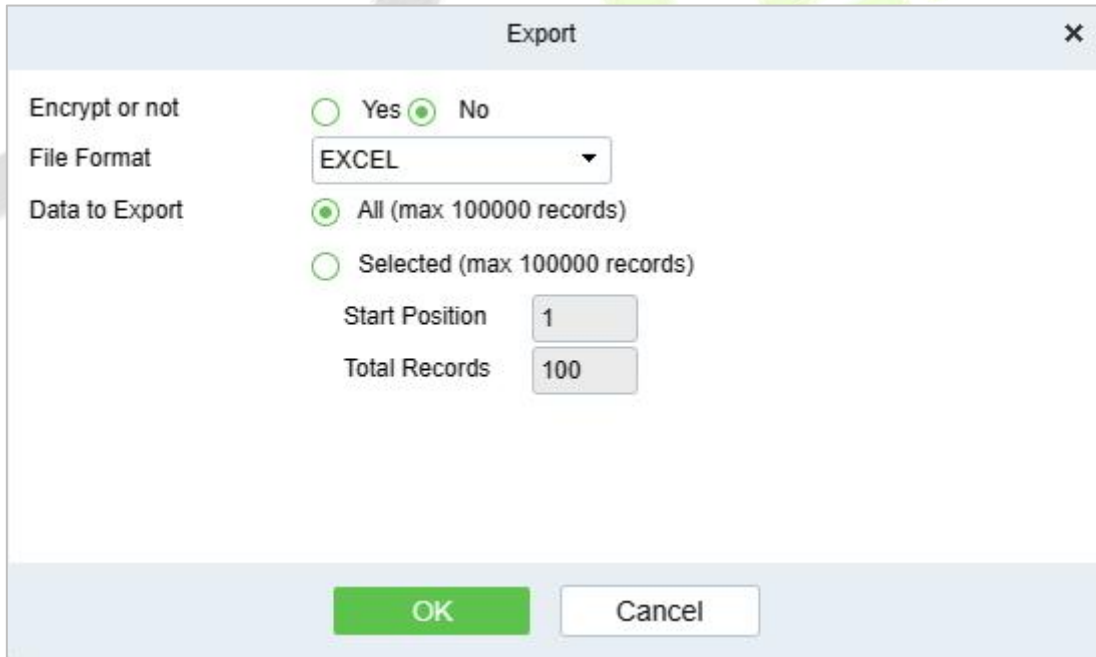 Export
Encrypt or not Yes No
File Format EXCEL
Data to Export All (max 100000 records)
Selected (max 100000 records)
Start Position 1
Total Records 100
OK Cancel